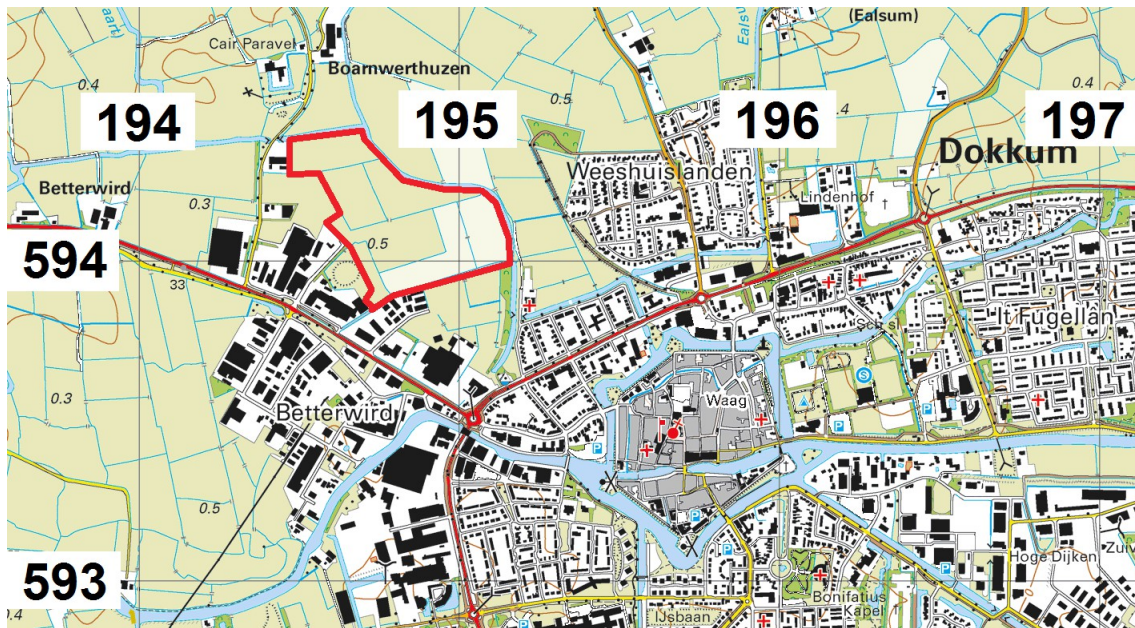 (Ealsum)
Cair Paravel
Boarnwerthuzen
0.4
0.5
0.4
194
195
196
197
Dokkum
Weeshuislanden
Betterwird
Lindenhof
0.3
594
0.5
33
It Fugellân
S
Waag
0.3
Betterwird
P
P
P
0.5
P
593
P
P
Hoge Dijken
P
Bonifatius
Kapel
0.4
IJsbaan